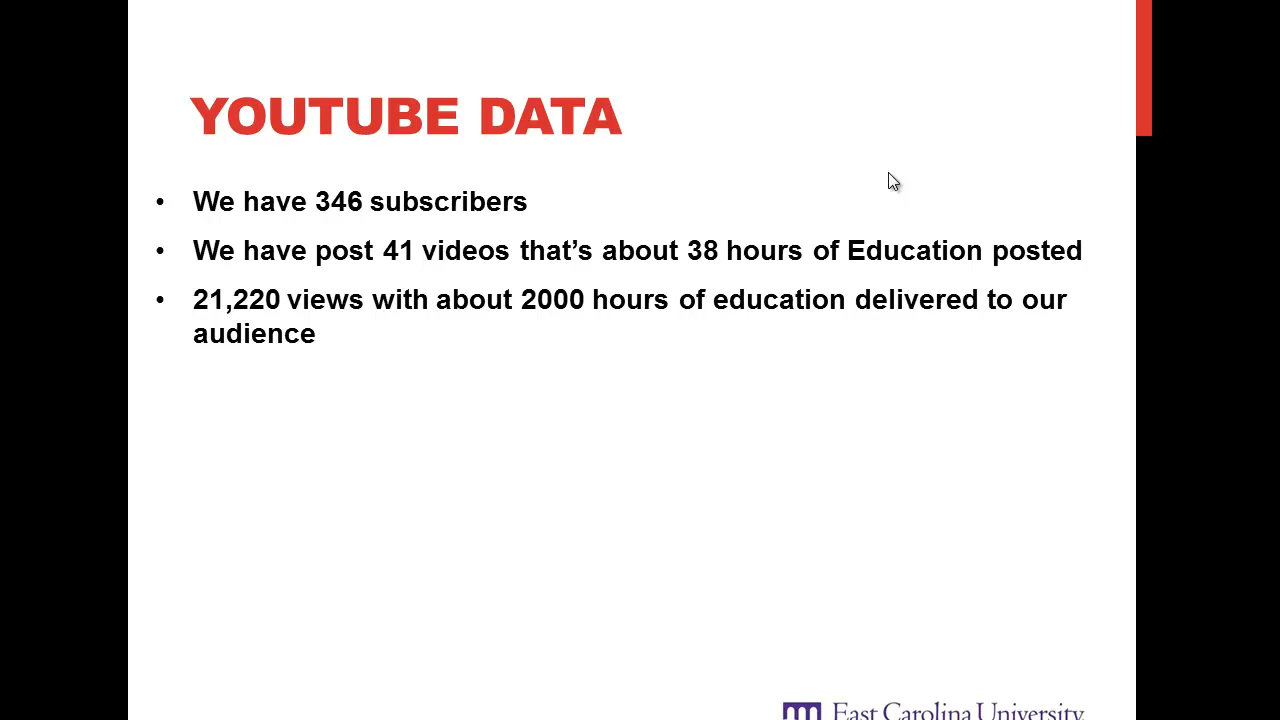 YOUTUBE DATA
• We have 346 subscribers
• We have post 41 videos that’s about 38 hours of Education posted
• 21,220 views with about 2000 hours of education delivered to our
audience
East Carolina University